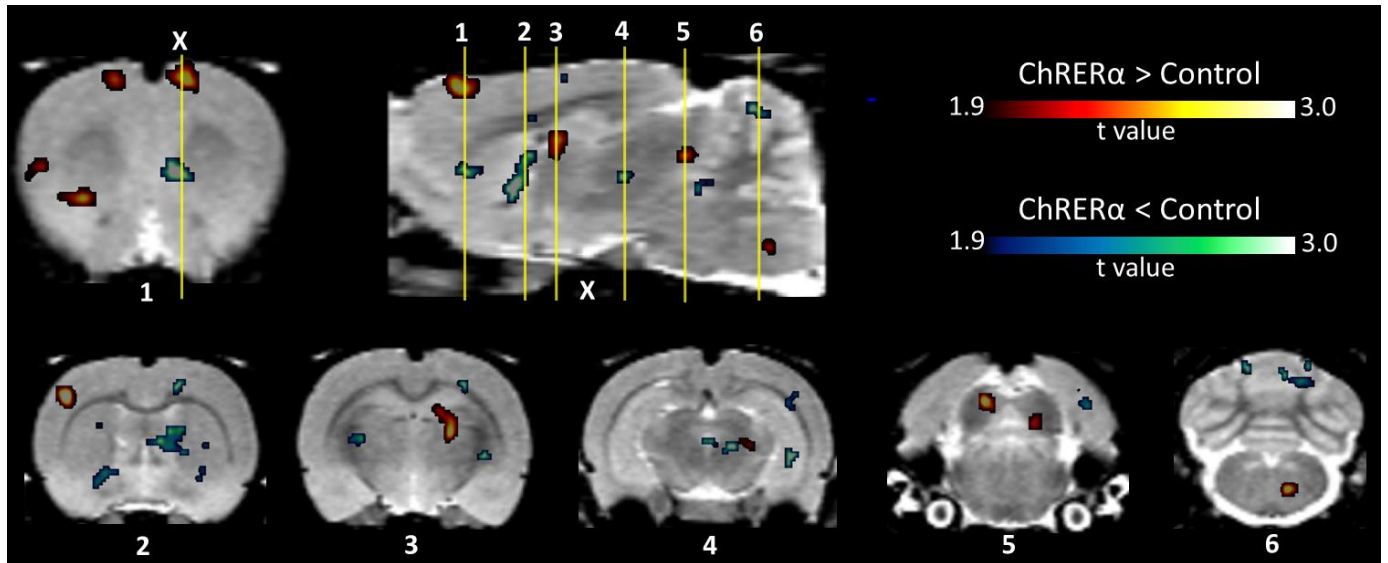 X
1 2 3 4 5 6
ChRERα > Control
1.9 3.0
t value
ChRERα < Control
1.9 3.0
t value
1 X
2 3 4 5 6